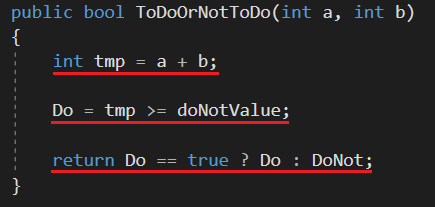 public bool ToDoOrNotToDo(int a, int b)
{
int tmp = a + b;
Do = tmp >= doNotValue;
return Do == true ? Do : DoNot;
}